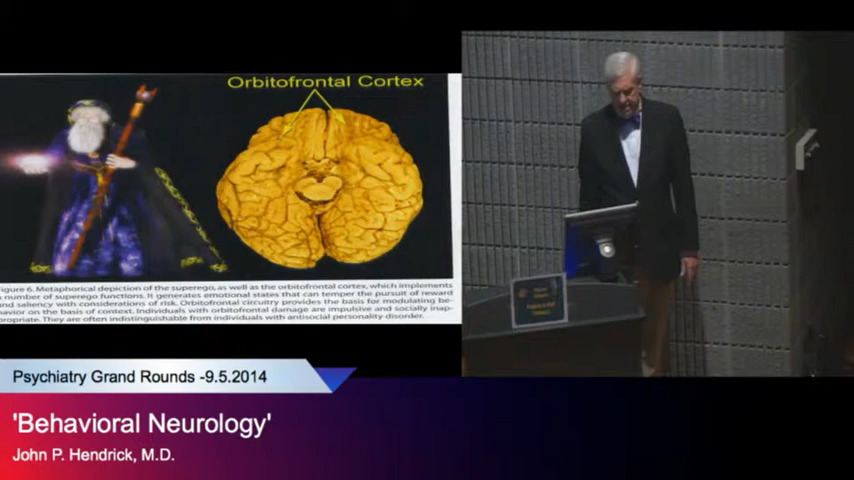 Orbitofrontal Cortex
Figure 6. Metaphorical depiction of the superego, as well as the orbitofrontal cortex, which implements
a number of superego functions. It generates emotional states that can temper the pursuit of reward
and saliency with considerations of risk. Orbitofrontal circuitry provides the basis for modulating be-
havior on the basis of context. Individuals with orbitofrontal damage are impulsive and socially inap-
propriate. They are often indistinguishable from individuals with antisocial personality disorder.
Psychiatry Grand Rounds -9.5.2014
'Behavioral Neurology'
John P. Hendrick, M.D.